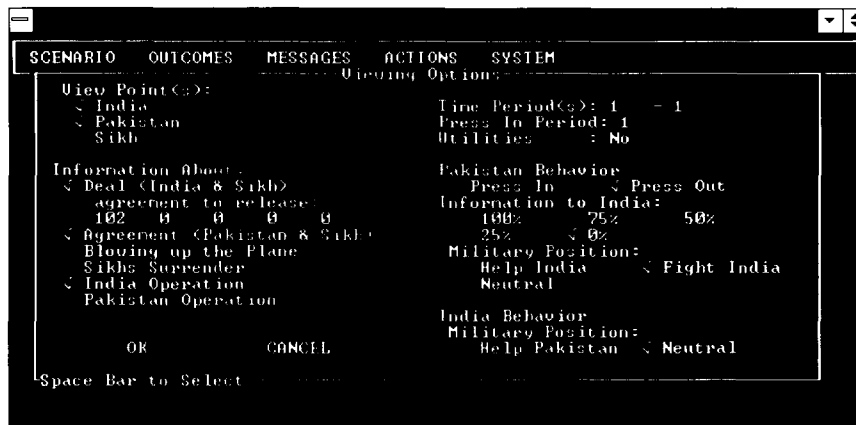 SCENARIO OUTCOMES MESSAGES ACTIONS SYSTEM
Viewing Options
View Point(s):
√ India
√ Pakistan
Sikh
Information About:
√ Deal (India & Sikh)
agreement to release:
102 0 0 0 0
√ Agreement (Pakistan & Sikh)
Blowing up the Plane
Sikhs Surrender
√ India Operation
Pakistan Operation
OK CANCEL
Time Period(s): 1 - 1
Press In Period: 1
Utilities : No
Pakistan Behavior
Press In √ Press Out
Information to India:
100% 75% 50%
25% √ 0%
Military Position:
Help India √ Fight India
Neutral
India Behavior
Military Position:
Help Pakistan √ Neutral
Space Bar to Select